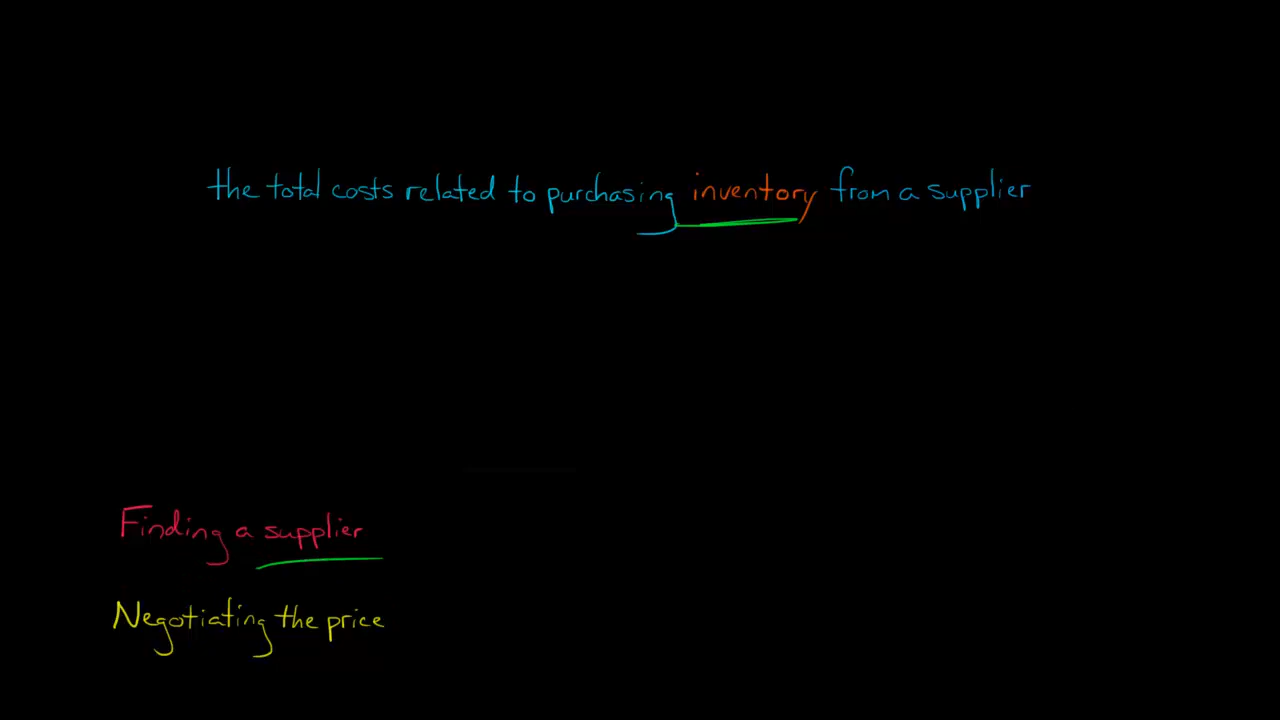 the total costs related to purchasing inventory from a supplier
Finding a supplier
Negotiating the price